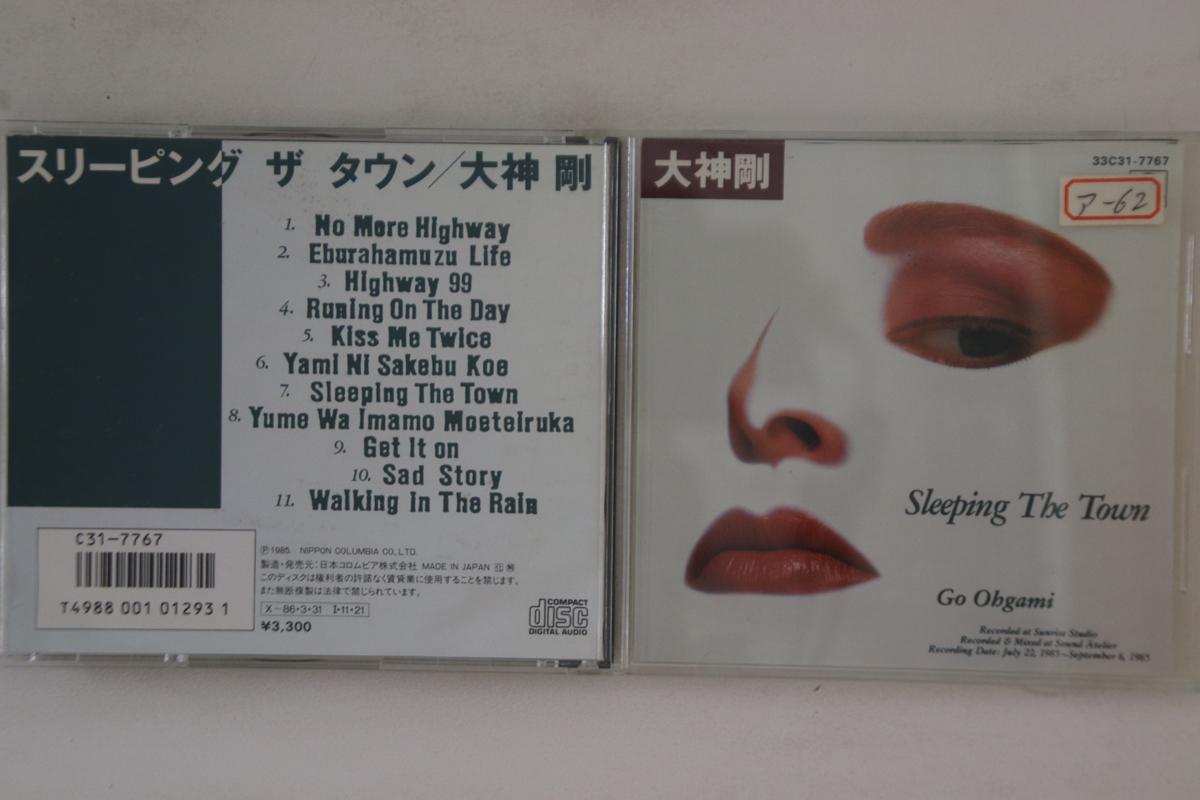 スリーピング ザ タウン/大神 剛
1. No More Highway
2. Eburahamuzu Life
3. Highway 99
4. Runing On The Day
5. Kiss Me Twice
6. Yami Ni Sakebu Koe
7. Sleeping The Town
8. Yume Wa Imamo Moeteiruka
9. Get It on
10. Sad Story
11. Walking In The Rain
C31-7767
T4988 001 01293 1
Ⓟ1985. NIPPON COLUMBIA CO., LTD.
製造・発売元:日本コロムビア株式会社 MADE IN JAPAN
このディスクは権利者の許諾なく賃貸業に使用することを禁じます。
また無断複製は法律で禁じられています。
X-86・3・31 I・11・21
¥3,300
COMPACT
disc
DIGITAL AUDIO
大神剛
33C31-7767
ア-62
Sleeping The Town
Go Ohgami
Recorded at Sunrise Studio
Recorded & Mixed at Sound Atelier
Recording Date: July 22, 1985~September 6, 1985